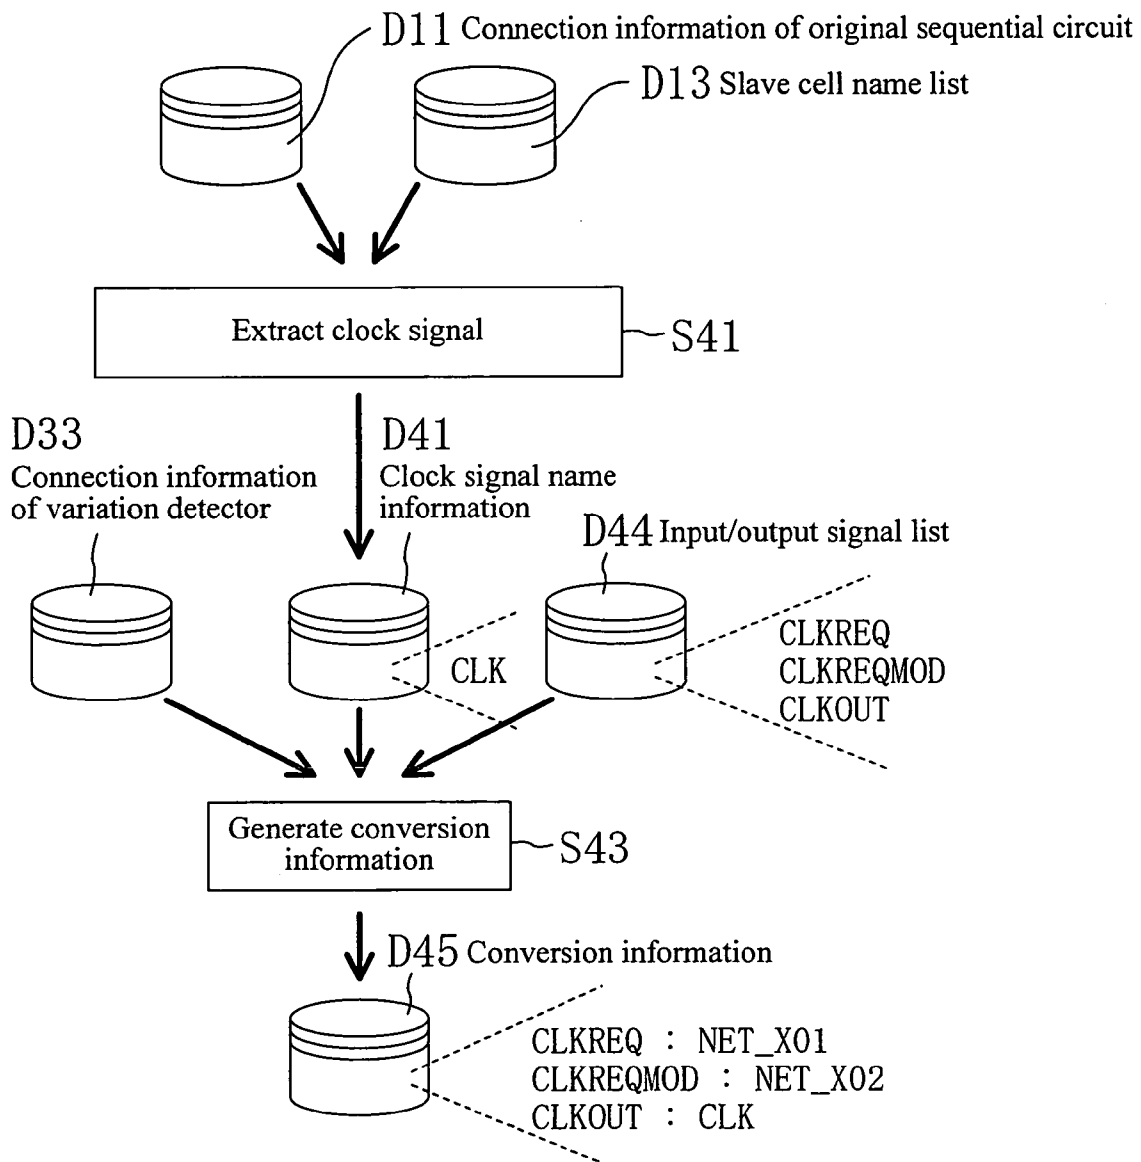 D11 Connection information of original sequential circuit
D13 Slave cell name list
Extract clock signal
S41
D33
Connection information
of variation detector
D41
Clock signal name
information
D44 Input/output signal list
CLK
CLKREQ
CLKREQMOD
CLKOUT
Generate conversion
information
S43
D45 Conversion information
CLKREQ : NET_X01
CLKREQMOD : NET_X02
CLKOUT : CLK